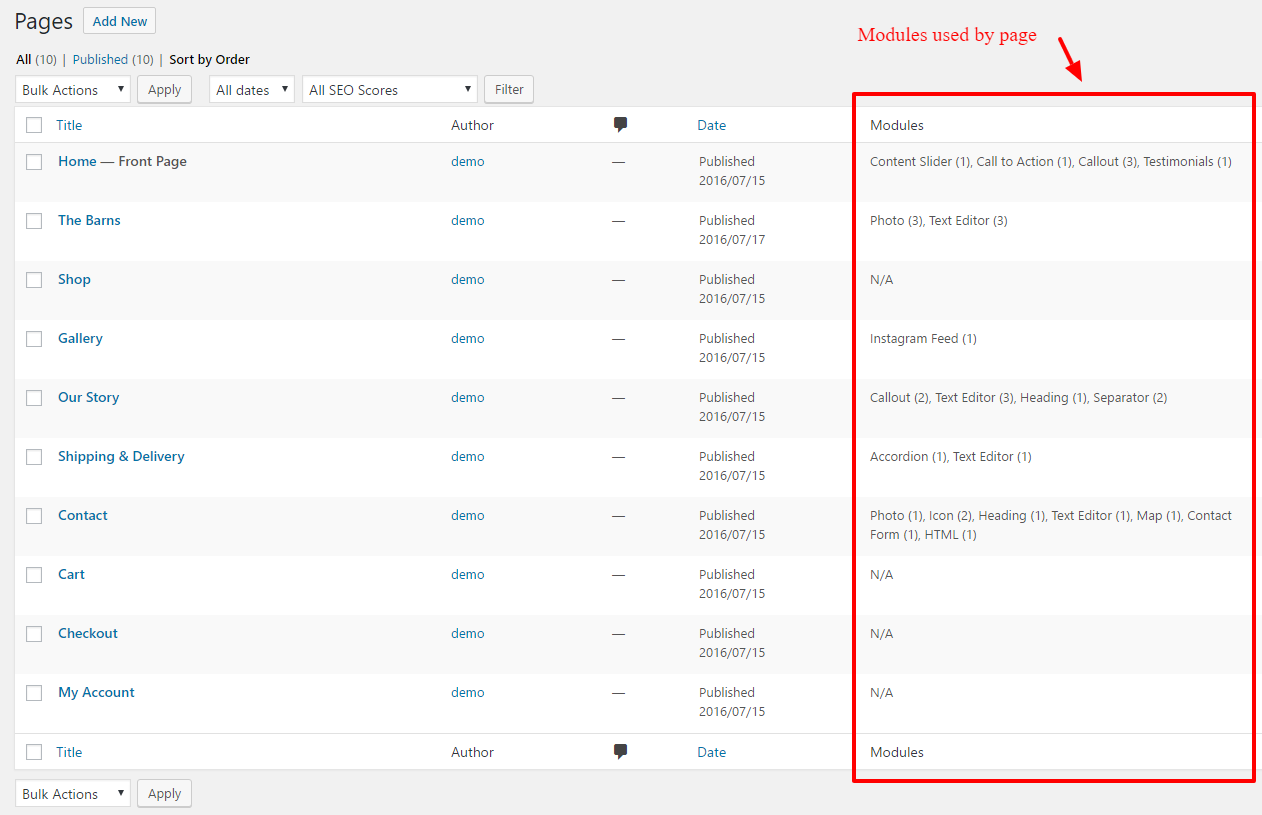 Pages Add New
Modules used by page
All (10) | Published (10) | Sort by Order
Bulk Actions Apply All dates All SEO Scores Filter
Title Author Date Modules
Home — Front Page demo — Published Content Slider (1), Call to Action (1), Callout (3), Testimonials (1)
2016/07/15
The Barns demo — Published Photo (3), Text Editor (3)
2016/07/17
Shop demo — Published N/A
2016/07/15
Gallery demo — Published Instagram Feed (1)
2016/07/15
Our Story demo — Published Callout (2), Text Editor (3), Heading (1), Separator (2)
2016/07/15
Shipping & Delivery demo — Published Accordion (1), Text Editor (1)
2016/07/15
Contact demo — Published Photo (1), Icon (2), Heading (1), Text Editor (1), Map (1), Contact
2016/07/15 Form (1), HTML (1)
Cart demo — Published N/A
2016/07/15
Checkout demo — Published N/A
2016/07/15
My Account demo — Published N/A
2016/07/15
Title Author Date Modules
Bulk Actions Apply